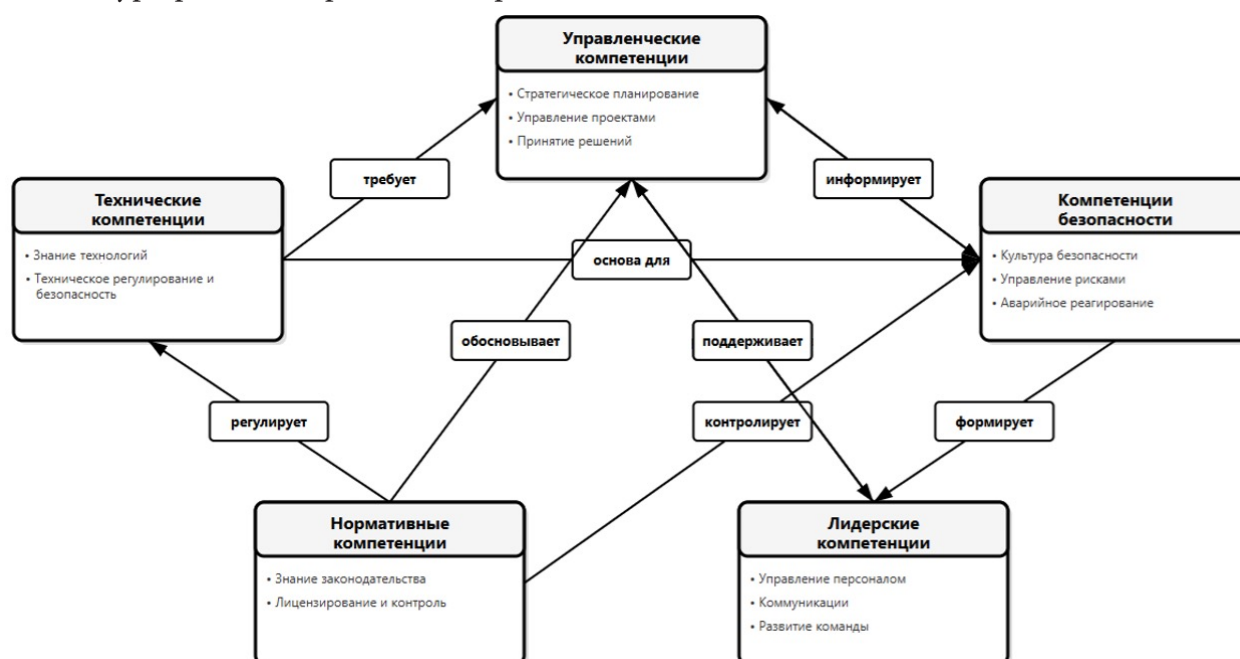 Управленческие
компетенции
• Стратегическое планирование
• Управление проектами
• Принятие решений
требует
информирует
Технические
компетенции
• Знание технологий
• Техническое регулирование и
безопасность
основа для
Компетенции
безопасности
• Культура безопасности
• Управление рисками
• Аварийное реагирование
обосновывает
поддерживает
регулирует
контролирует
формирует
Нормативные
компетенции
• Знание законодательства
• Лицензирование и контроль
Лидерские
компетенции
• Управление персоналом
• Коммуникации
• Развитие команды